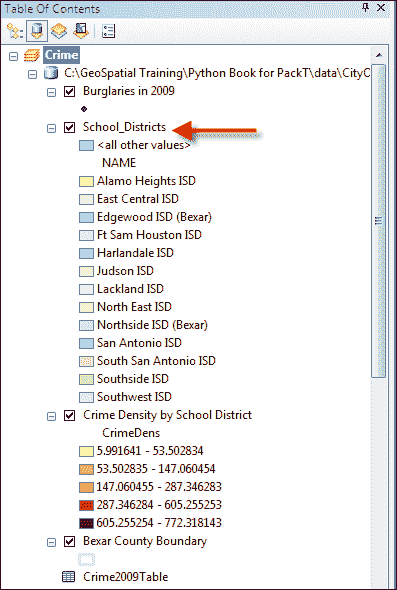 Table Of Contents
Crime
C:\GeoSpatial Training\Python Book for PackT\data\CityC
Burglaries in 2009
School_Districts
<all other values>
NAME
Alamo Heights ISD
East Central ISD
Edgewood ISD (Bexar)
Ft Sam Houston ISD
Harlandale ISD
Judson ISD
Lackland ISD
North East ISD
Northside ISD (Bexar)
San Antonio ISD
South San Antonio ISD
Southside ISD
Southwest ISD
Crime Density by School District
CrimeDens
5.991641 - 53.502834
53.502835 - 147.060454
147.060455 - 287.346283
287.346284 - 605.255253
605.255254 - 772.318143
Bexar County Boundary
Crime2009Table